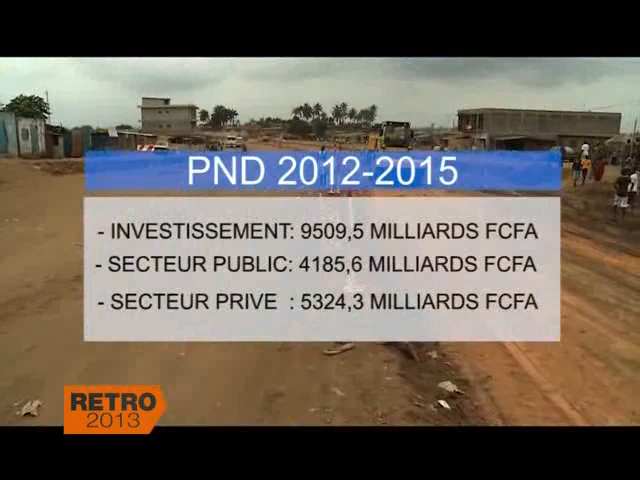 PND 2012-2015
- INVESTISSEMENT: 9509,5 MILLIARDS FCFA
- SECTEUR PUBLIC: 4185,6 MILLIARDS FCFA
- SECTEUR PRIVE : 5324,3 MILLIARDS FCFA
RETRO
2013